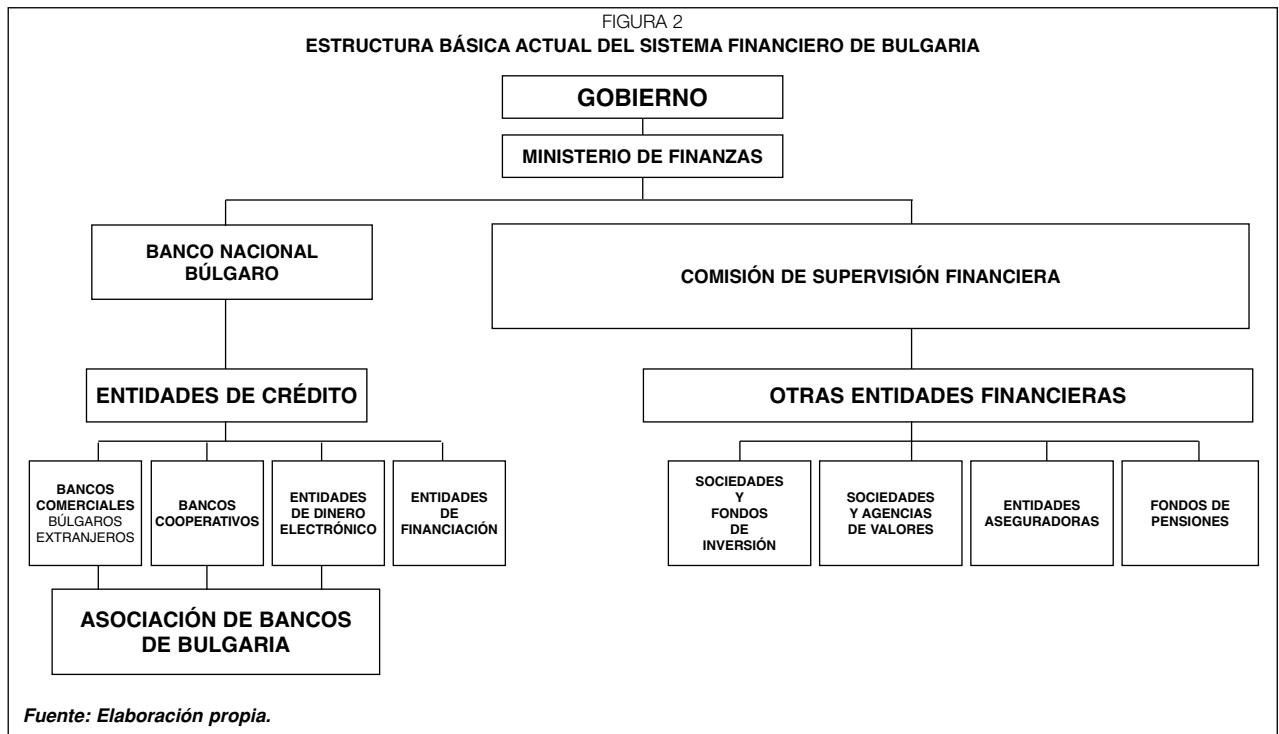 FIGURA 2
ESTRUCTURA BÁSICA ACTUAL DEL SISTEMA FINANCIERO DE BULGARIA
GOBIERNO
MINISTERIO DE FINANZAS
BANCO NACIONAL
BÚLGARO
COMISIÓN DE SUPERVISIÓN FINANCIERA
ENTIDADES DE CRÉDITO
OTRAS ENTIDADES FINANCIERAS
BANCOS
COMERCIALES
BÚLGAROS
EXTRANJEROS
BANCOS
COOPERATIVOS
ENTIDADES
DE DINERO
ELECTRÓNICO
ENTIDADES
DE
FINANCIACIÓN
SOCIEDADES
Y
FONDOS
DE
INVERSIÓN
SOCIEDADES
Y AGENCIAS
DE VALORES
ENTIDADES
ASEGURADORAS
FONDOS DE
PENSIONES
ASOCIACIÓN DE BANCOS
DE BULGARIA
Fuente: Elaboración propia.